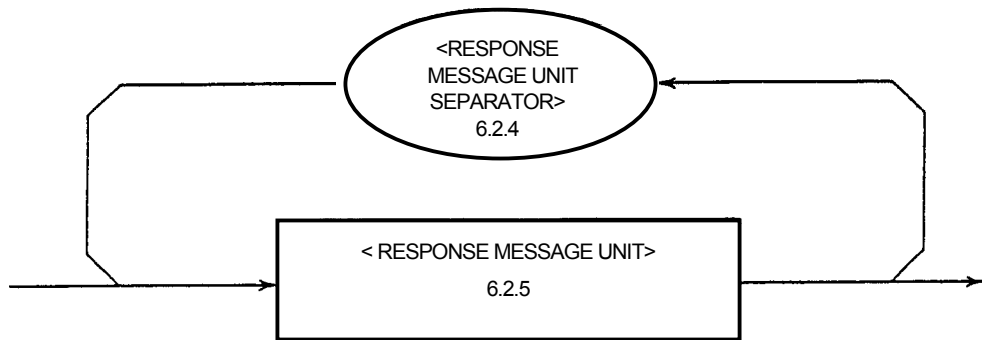 <RESPONSE
MESSAGE UNIT
SEPARATOR>
6.2.4
< RESPONSE MESSAGE UNIT>
6.2.5